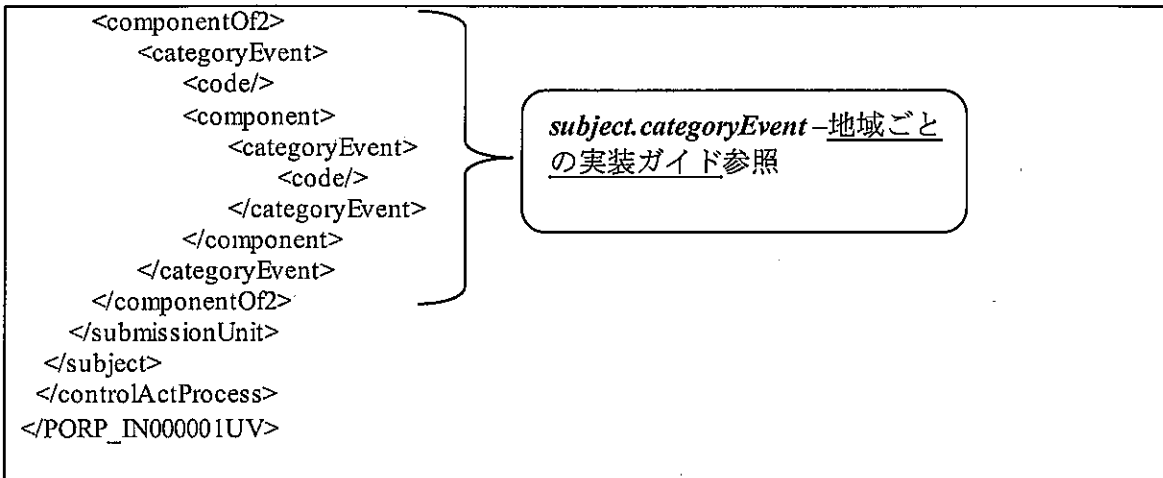 <componentOf2>
<categoryEvent>
<code/>
<component>
<categoryEvent>
<code/>
</categoryEvent>
</component>
</categoryEvent>
</componentOf2>
</submissionUnit>
</subject>
</controlActProcess>
</PORP_IN000001UV>
subject.categoryEvent –地域ごと
の実装ガイド参照